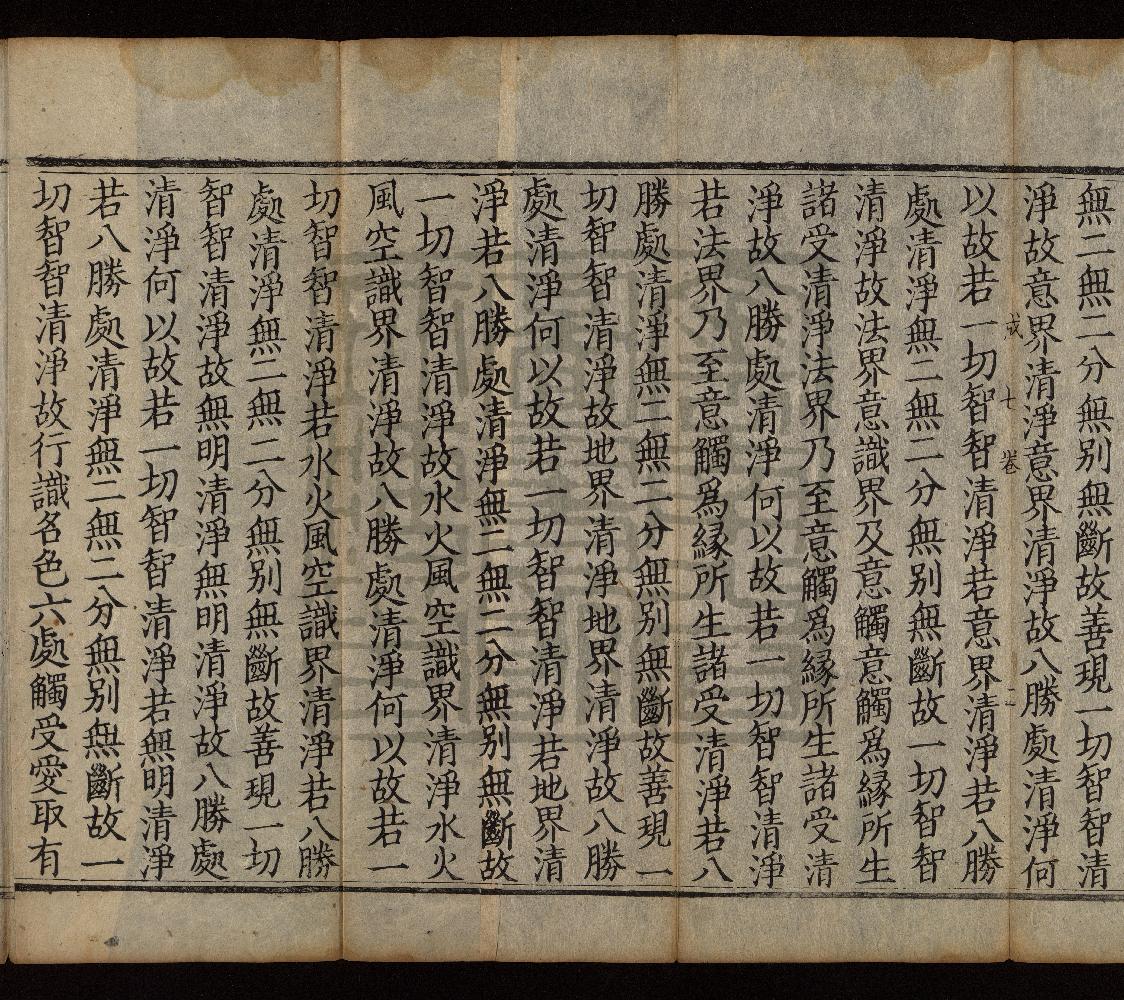 無二無二分無别無斷故善現一切智智清
淨故意界清淨意界清淨故八勝處清淨何
以故若一切智智清淨若意界清淨若八勝
處清淨無二無二分無别無斷故一切智智
清淨故法界意識界及意觸意觸爲緣所生
諸受清淨法界乃至意觸爲緣所生諸受清
淨故八勝處清淨何以故若一切智智清淨
若法界乃至意觸爲緣所生諸受清淨若八
勝處清淨無二無二分無别無斷故善現一
切智智清淨故地界清淨地界清淨故八勝
處清淨何以故若一切智智清淨若地界清
淨若八勝處清淨無二無二分無别無斷故
一切智智清淨故水火風空識界清淨水火
風空識界清淨故八勝處清淨何以故若一
切智智清淨若水火風空識界清淨若八勝
處清淨無二無二分無别無斷故善現一切
智智清淨故無明清淨無明清淨故八勝處
清淨何以故若一切智智清淨若無明清淨
若八勝處清淨無二無二分無别無斷故一
切智智清淨故行識名色六處觸受愛取有